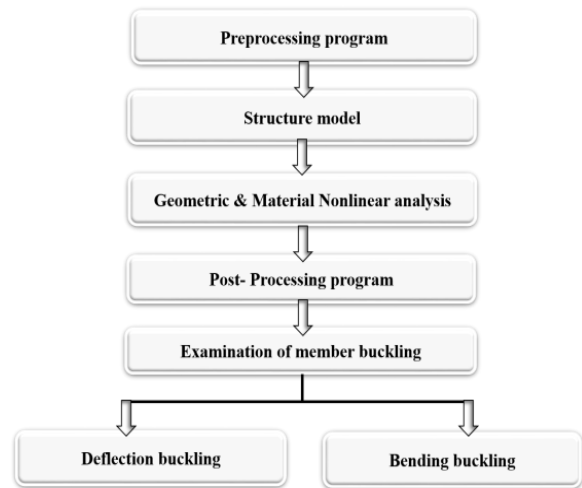 Preprocessing program
Structure model
Geometric & Material Nonlinear analysis
Post- Processing program
Examination of member buckling
Deflection buckling
Bending buckling